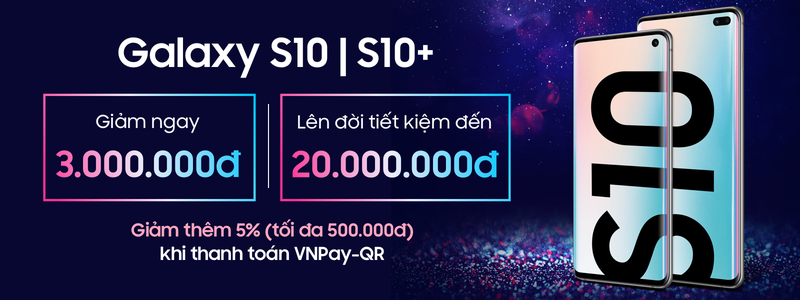 Galaxy S10 | S10+
Giảm ngay
3.000.000đ
Lên đời tiết kiệm đến
20.000.000đ
Giảm thêm 5% (tối đa 500.000đ)
khi thanh toán VNPay-QR
S10